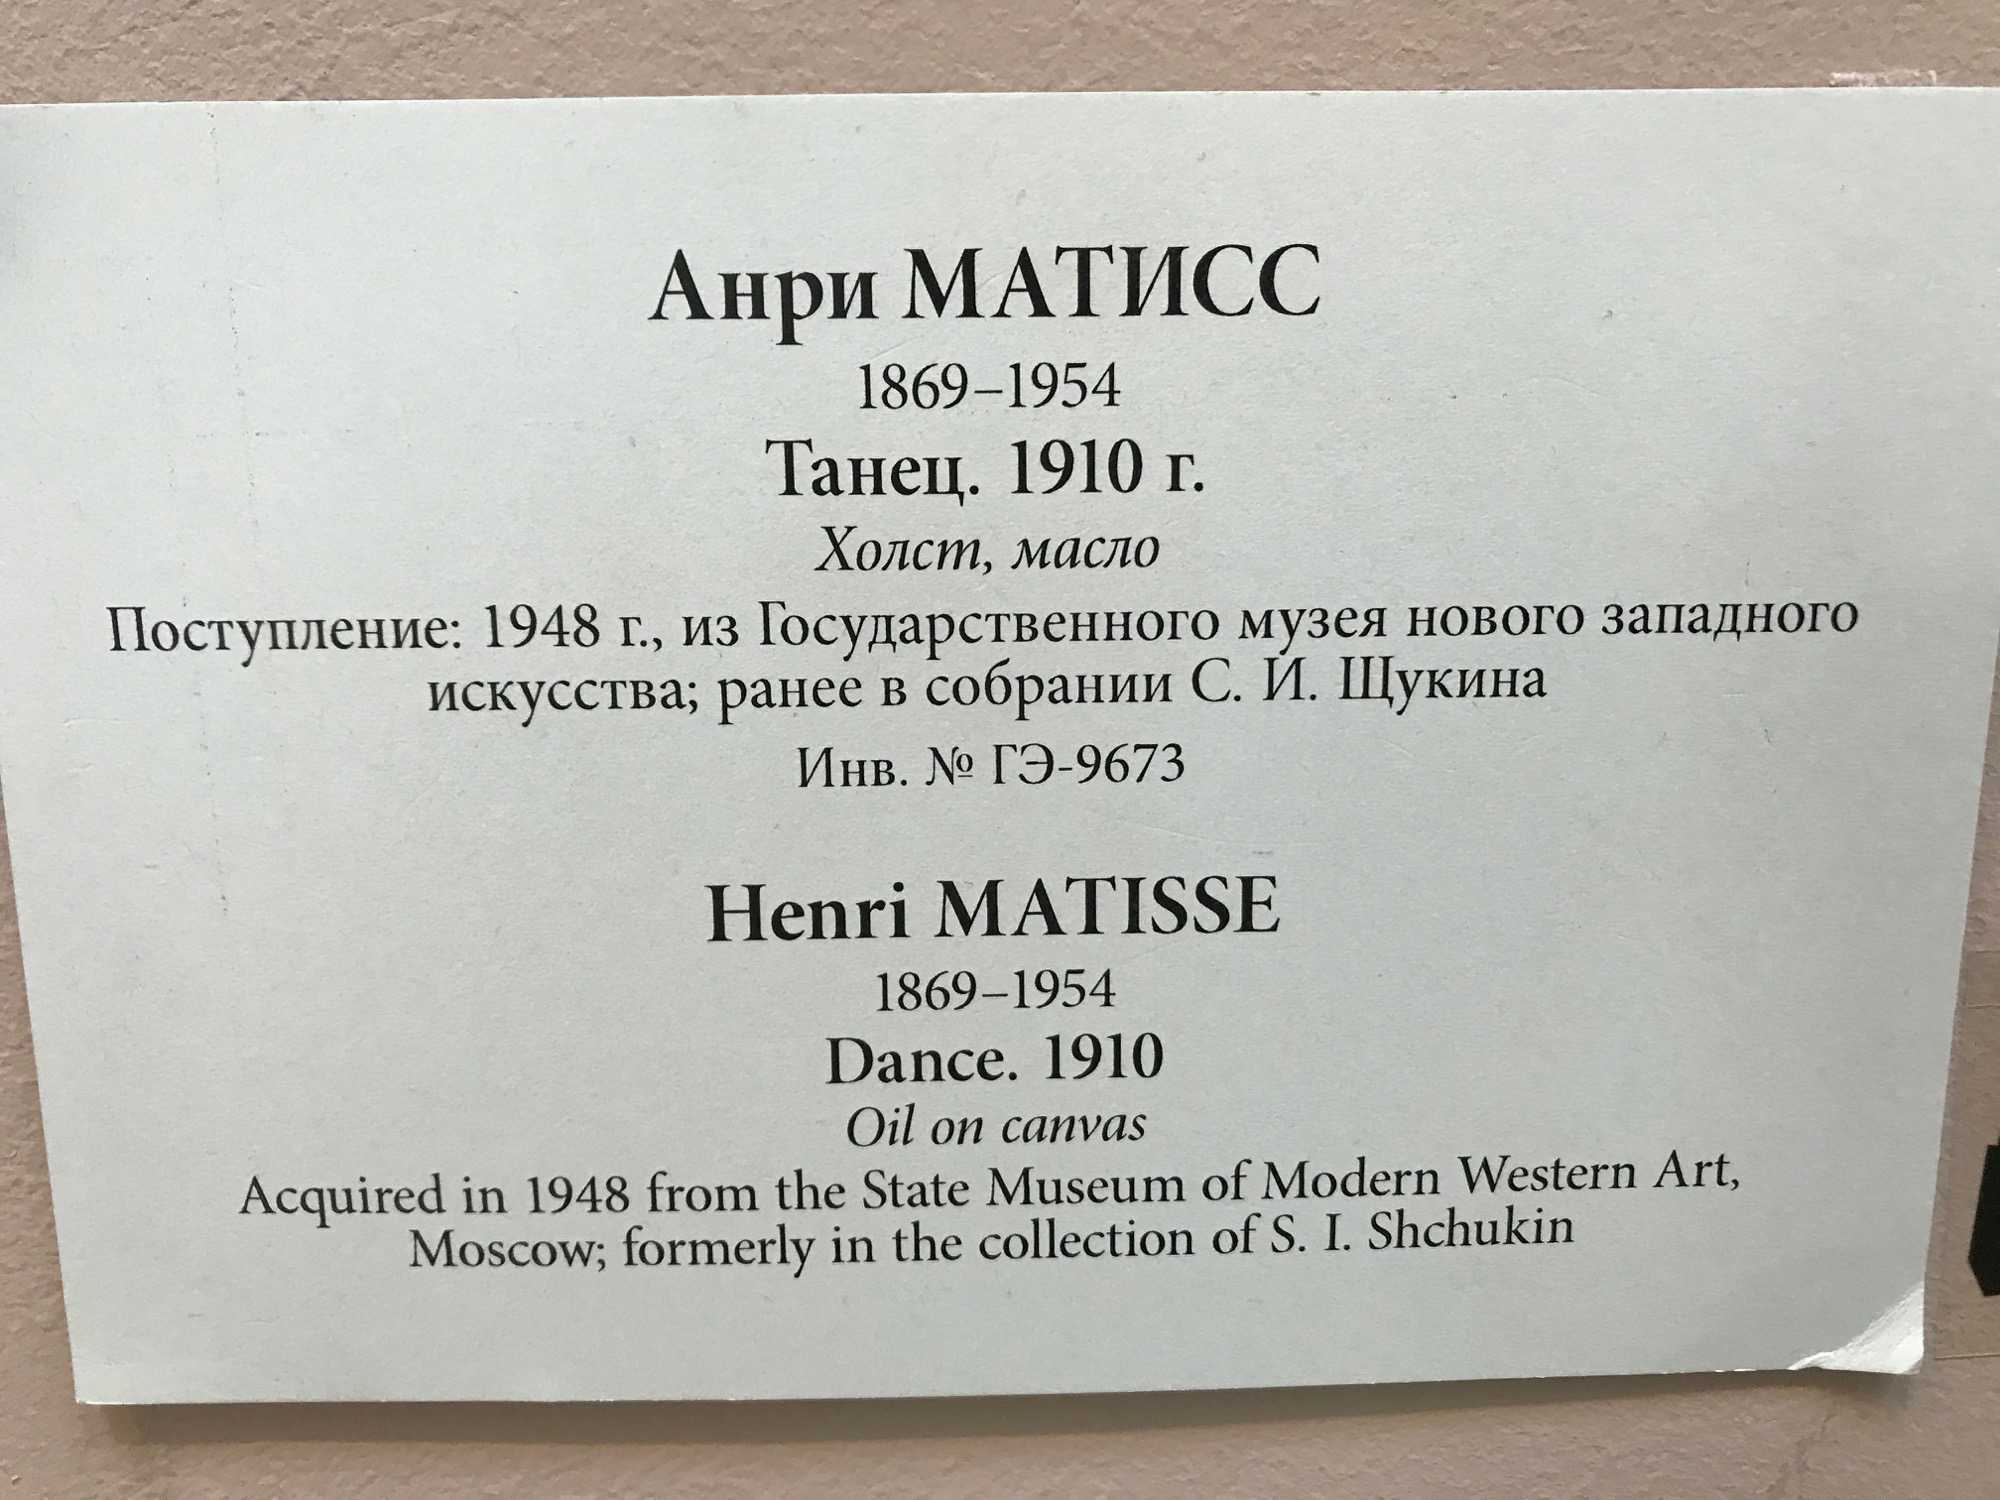 Анри МАТИСС
1869–1954
Танец. 1910 г.
Холст, масло
Поступление: 1948 г., из Государственного музея нового западного
искусства; ранее в собрании С. И. Щукина
Инв. № ГЭ-9673
Henri MATISSE
1869–1954
Dance. 1910
Oil on canvas
Acquired in 1948 from the State Museum of Modern Western Art,
Moscow; formerly in the collection of S. I. Shchukin